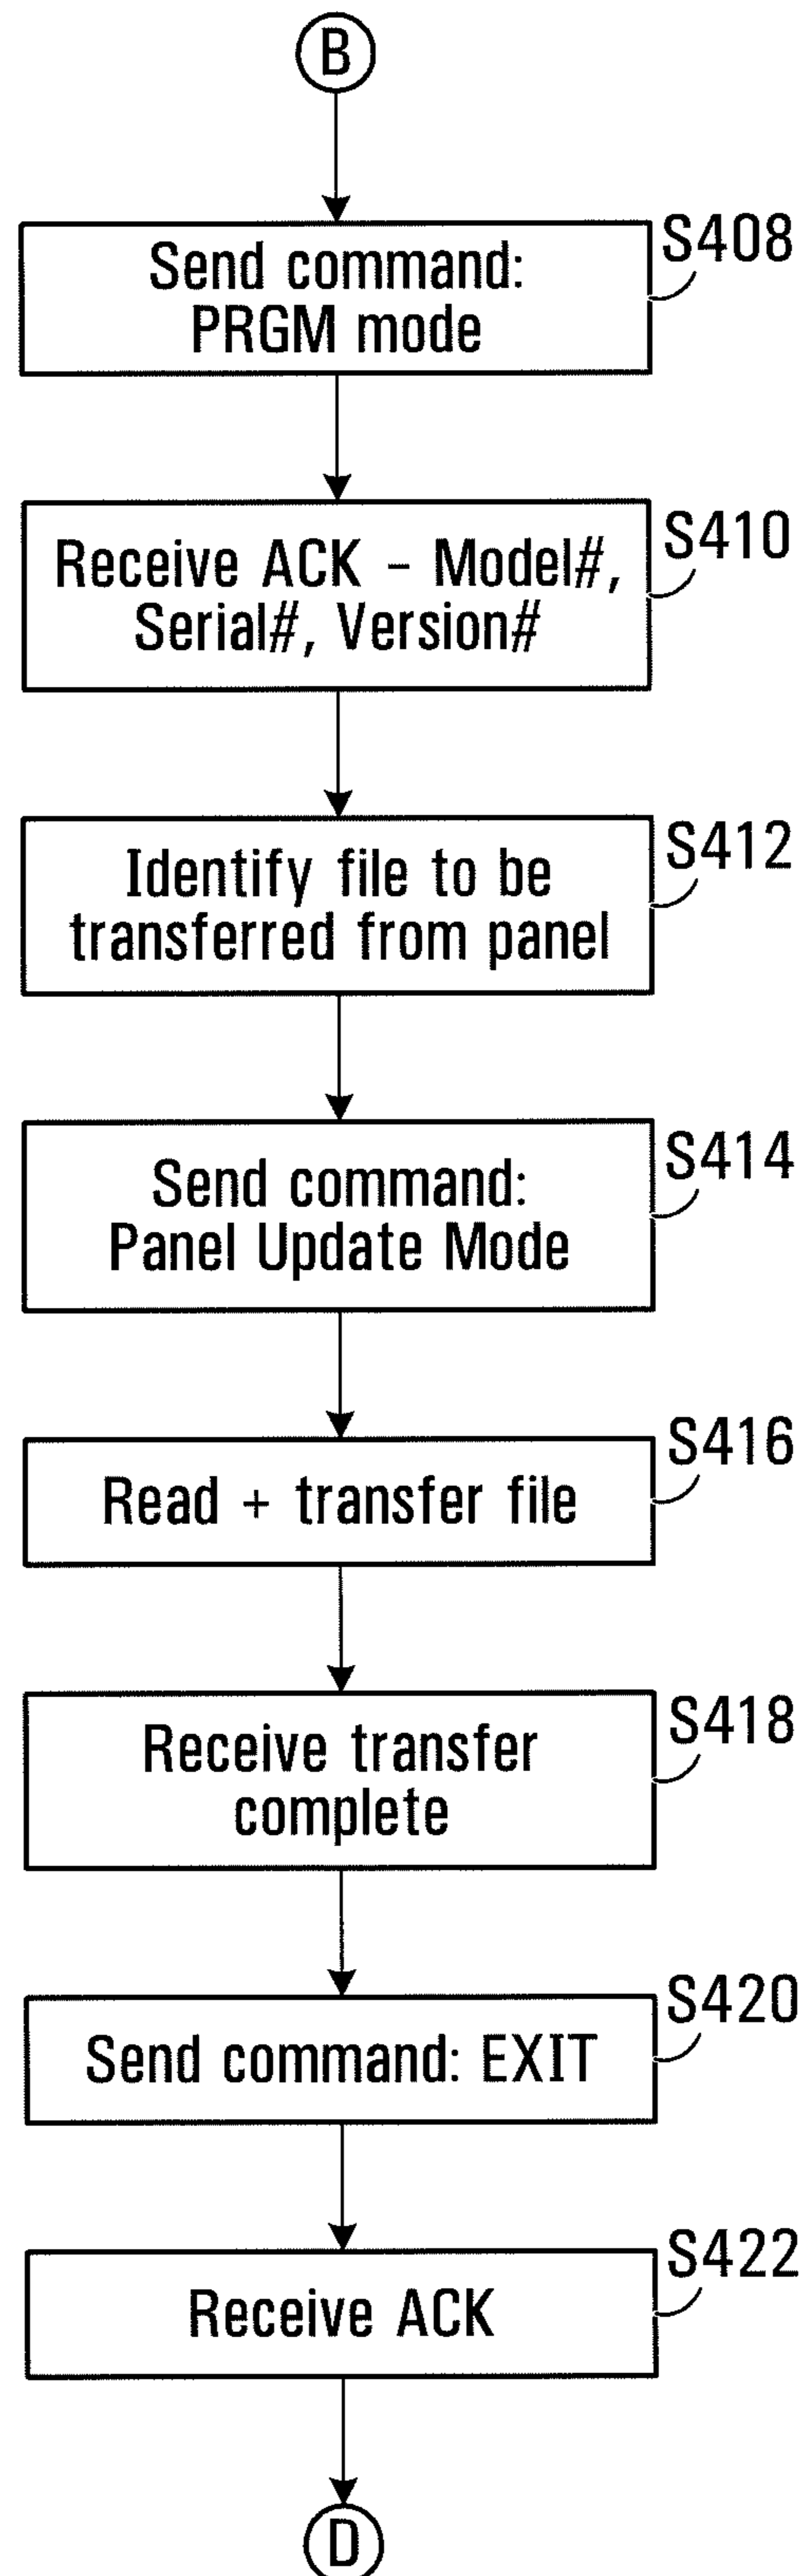 B
S408
Send command:
PRGM mode
S410
Receive ACK - Model#,
Serial#, Version#
S412
Identify file to be
transferred from panel
S414
Send command:
Panel Update Mode
S416
Read + transfer file
S418
Receive transfer
complete
S420
Send command: EXIT
S422
Receive ACK
D